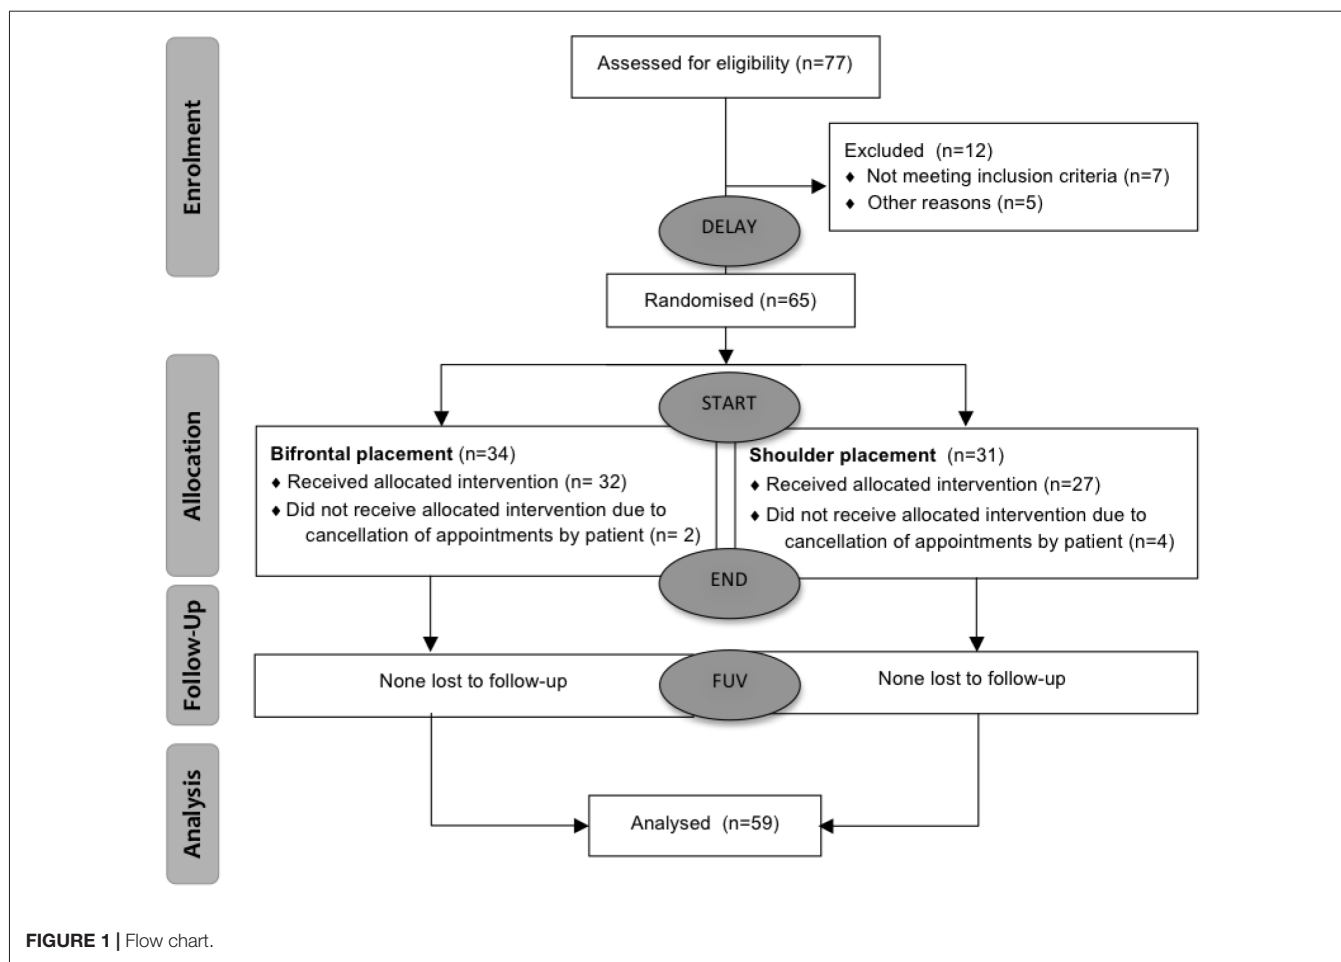 Enrolment
Assessed for eligibility (n=77)
Excluded (n=12)
♦ Not meeting inclusion criteria (n=7)
♦ Other reasons (n=5)
DELAY
Randomised (n=65)
Allocation
START
Bifrontal placement (n=34)
♦ Received allocated intervention (n= 32)
♦ Did not receive allocated intervention due to
cancellation of appointments by patient (n= 2)
Shoulder placement (n=31)
♦ Received allocated intervention (n=27)
♦ Did not receive allocated intervention due to
cancellation of appointments by patient (n=4)
END
Follow-Up
None lost to follow-up
FUV
None lost to follow-up
Analysis
Analysed (n=59)
FIGURE 1 | Flow chart.